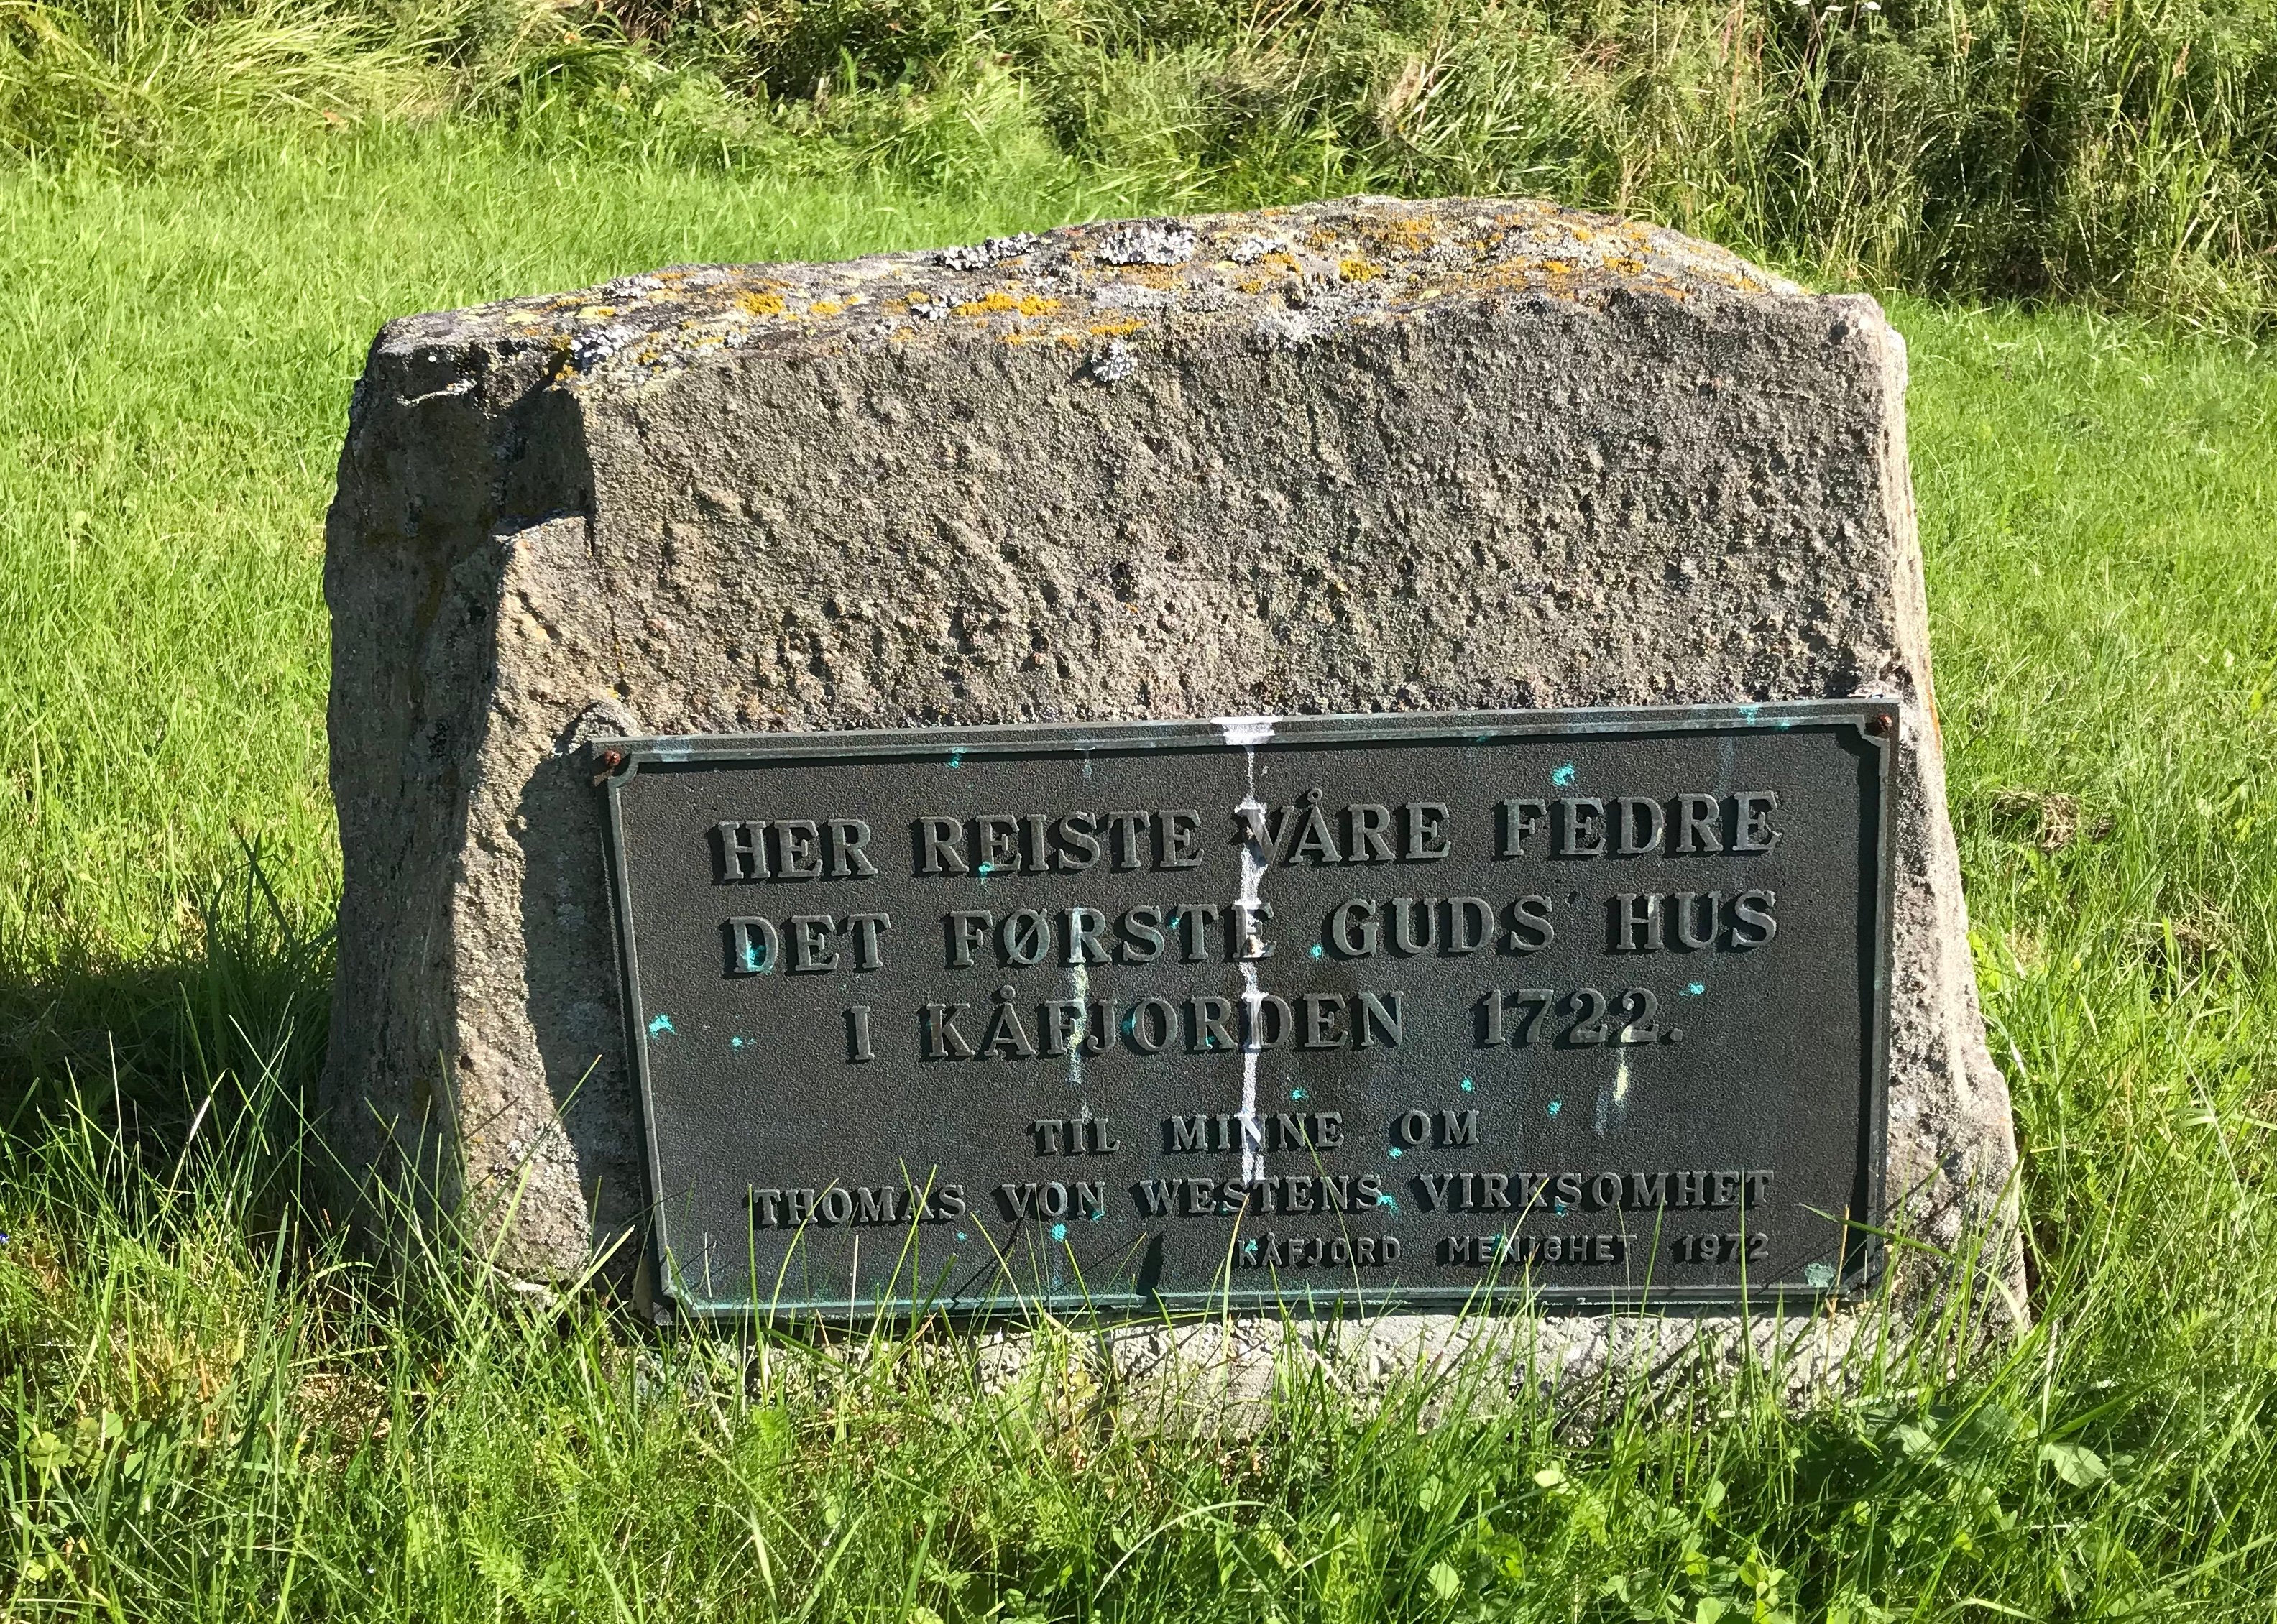 HER REISTE VÅRE FEDRE
DET FØRSTE GUDS HUS
I KÅFJORDEN 1722.
TIL MINNE OM
THOMAS VON WESTENS VIRKSOMHET
KÅFJORD MENIGHET 1972